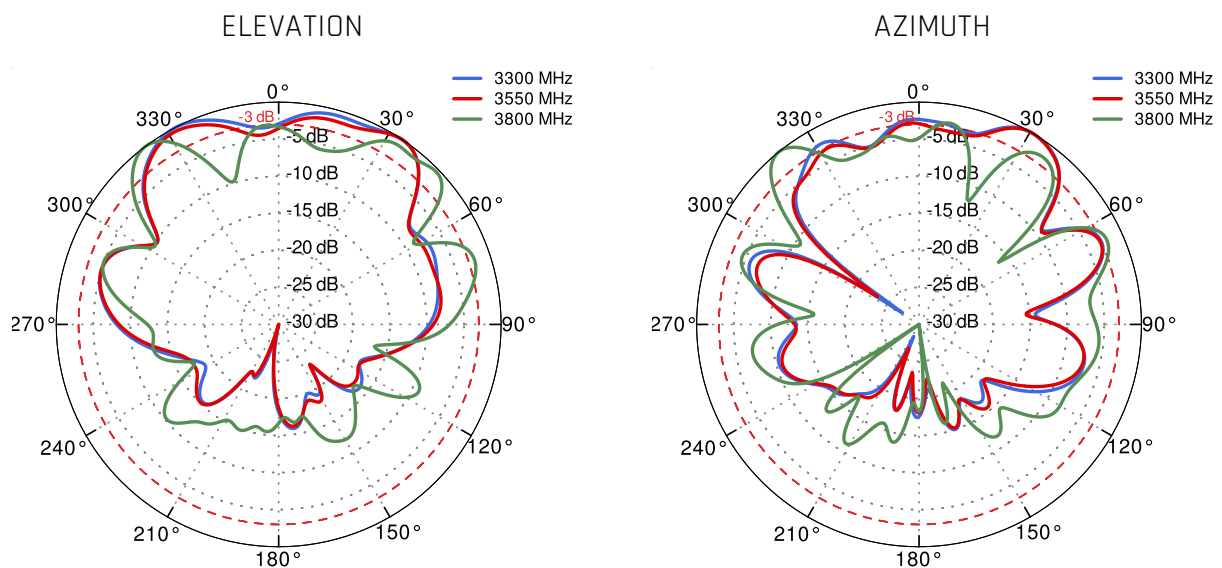 ELEVATION
3300 MHz
3550 MHz
3800 MHz
0°
330°
30°
-3 dB
-5 dB
-10 dB
300°
60°
-15 dB
-20 dB
-25 dB
270°
-30 dB
90°
240°
120°
210°
150°
180°
AZIMUTH
3300 MHz
3550 MHz
3800 MHz
0°
330°
30°
-3 dB
-5 dB
-10 dB
300°
60°
-15 dB
-20 dB
-25 dB
270°
-30 dB
90°
240°
120°
210°
150°
180°